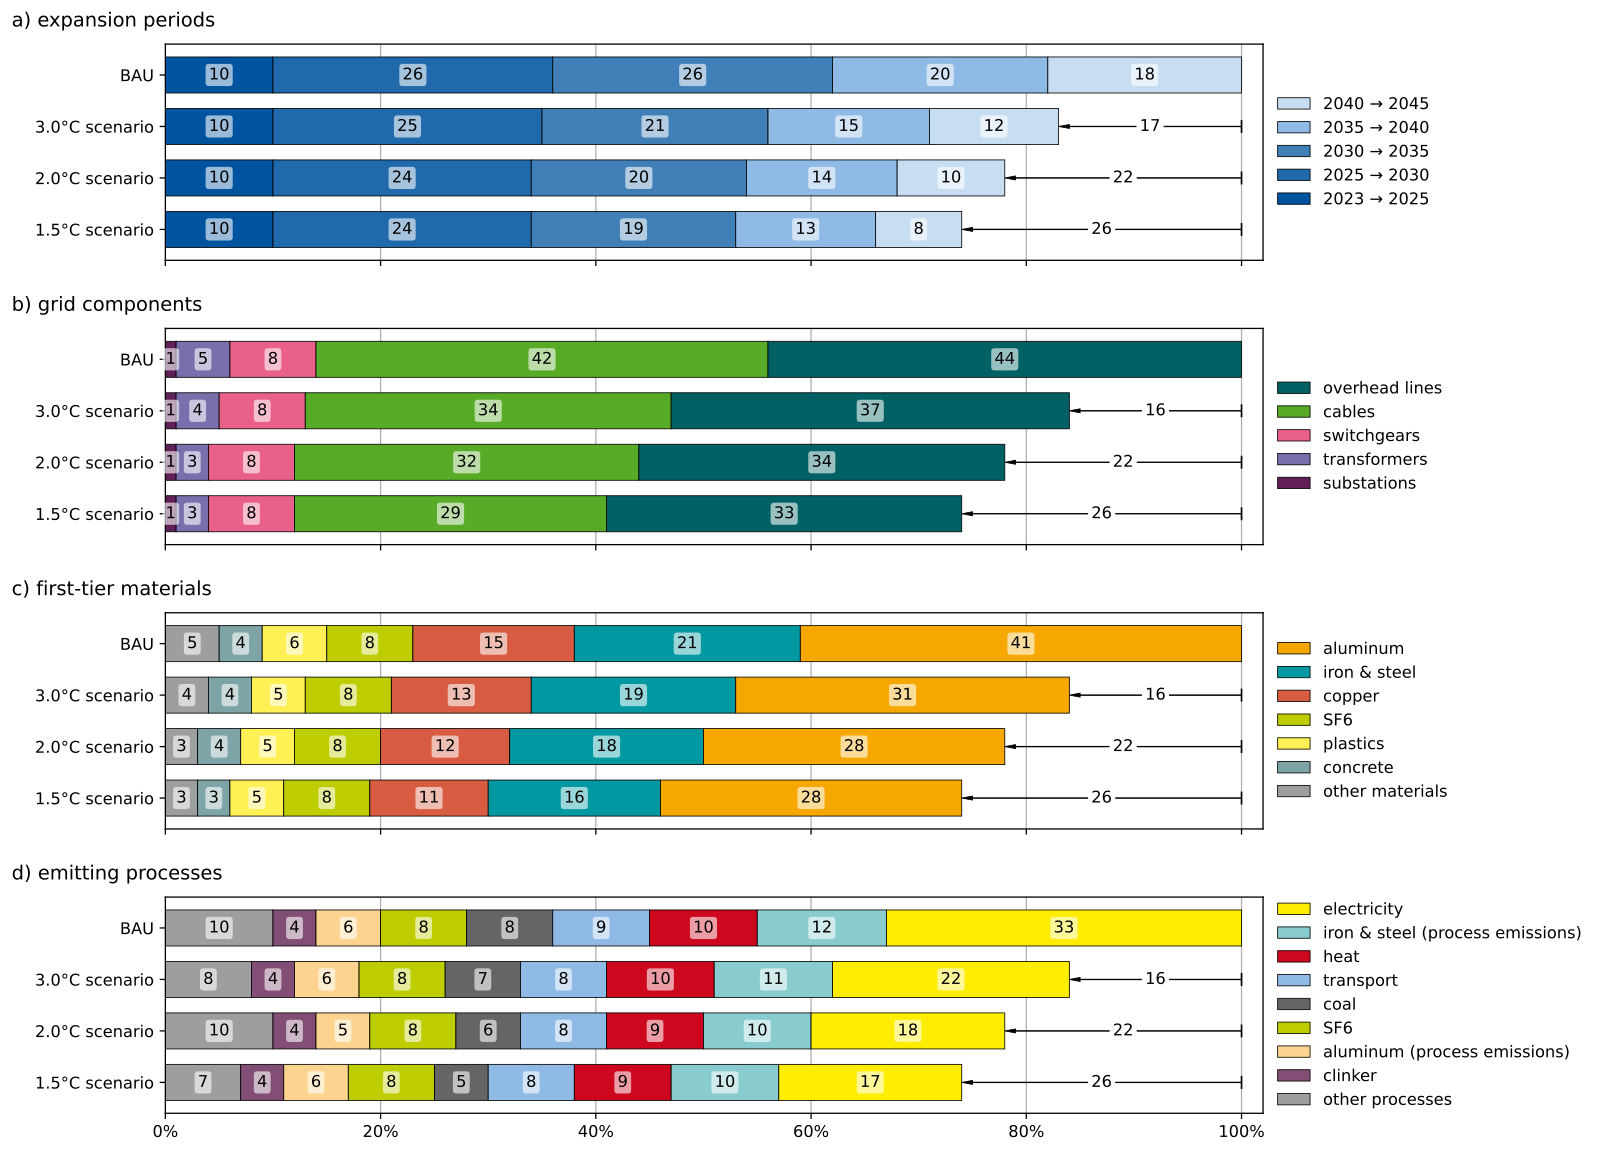 a) expansion periods
BAU 10 26 26 20 18
3.0°C scenario 10 25 21 15 12 17
2.0°C scenario 10 24 20 14 10 22
1.5°C scenario 10 24 19 13 8 26
2040 → 2045
2035 → 2040
2030 → 2035
2025 → 2030
2023 → 2025
b) grid components
BAU 1 5 8 42 44
3.0°C scenario 1 4 8 34 37 16
2.0°C scenario 1 3 8 32 34 22
1.5°C scenario 1 3 8 29 33 26
overhead lines
cables
switchgears
transformers
substations
c) first-tier materials
BAU 5 4 6 8 15 21 41
3.0°C scenario 4 4 5 8 13 19 31 16
2.0°C scenario 3 4 5 8 12 18 28 22
1.5°C scenario 3 3 5 8 11 16 28 26
aluminum
iron & steel
copper
SF6
plastics
concrete
other materials
d) emitting processes
BAU 10 4 6 8 8 9 10 12 33
3.0°C scenario 8 4 6 8 7 8 10 11 22 16
2.0°C scenario 10 4 5 8 6 8 9 10 18 22
1.5°C scenario 7 4 6 8 5 8 9 10 17 26
0% 20% 40% 60% 80% 100%
electricity
iron & steel (process emissions)
heat
transport
coal
SF6
aluminum (process emissions)
clinker
other processes